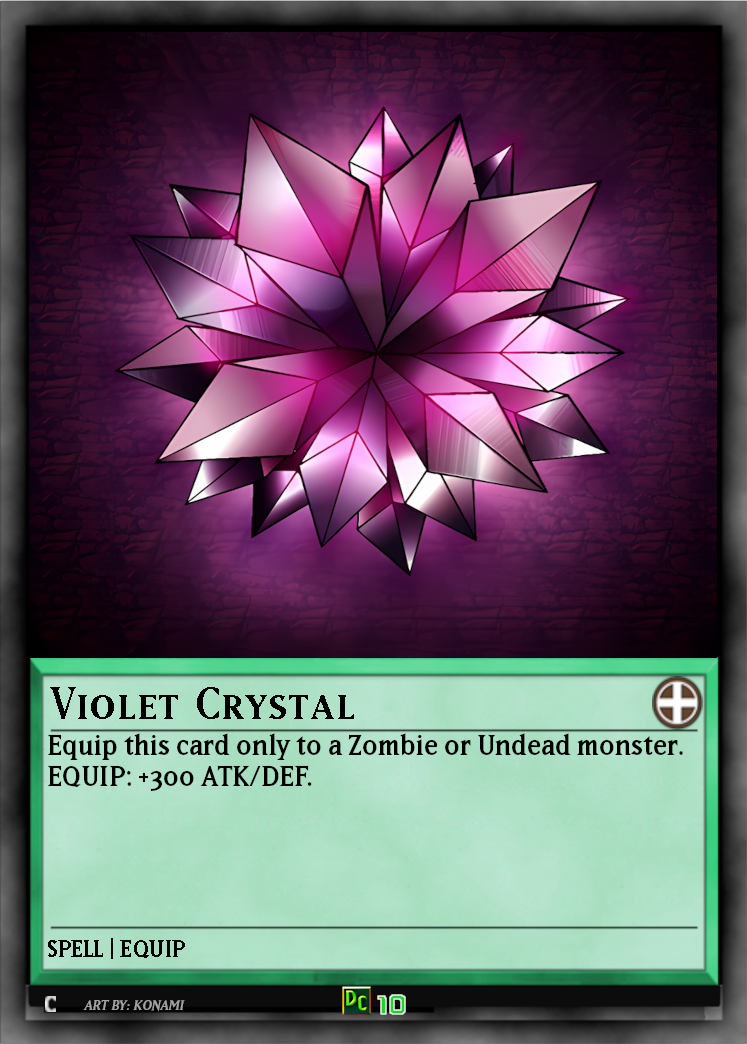 Violet Crystal
Equip this card only to a Zombie or Undead monster.
EQUIP: +300 ATK/DEF.
SPELL | EQUIP
C ART BY: KONAMI DC 10